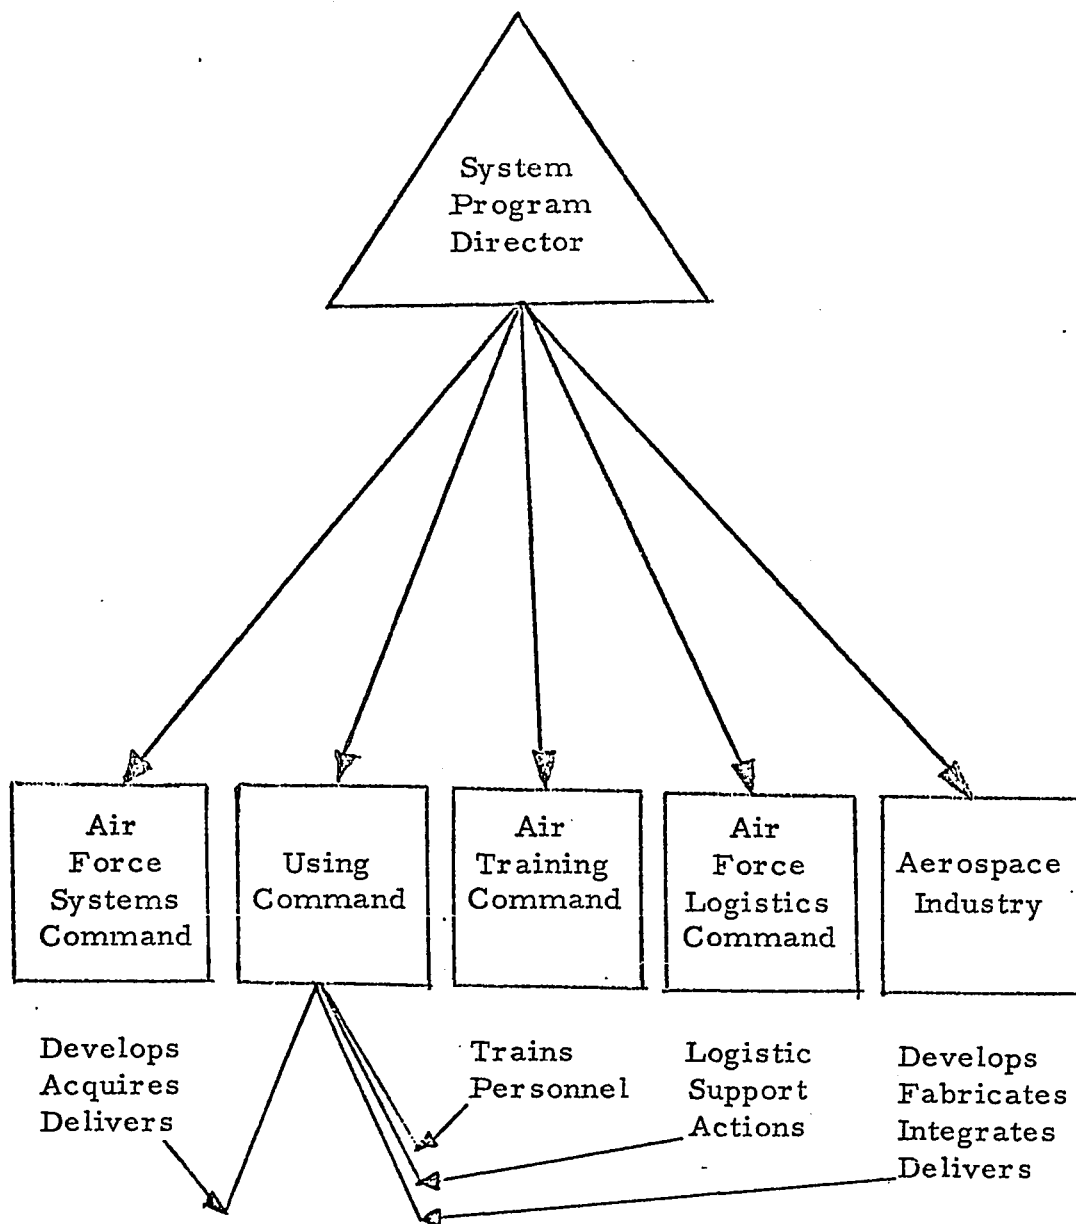 System
Program
Director
Air
Force
Systems
Command
Using
Command
Air
Training
Command
Air
Force
Logistics
Command
Aerospace
Industry
Develops
Acquires
Delivers
Trains
Personnel
Logistic
Support
Actions
Develops
Fabricates
Integrates
Delivers